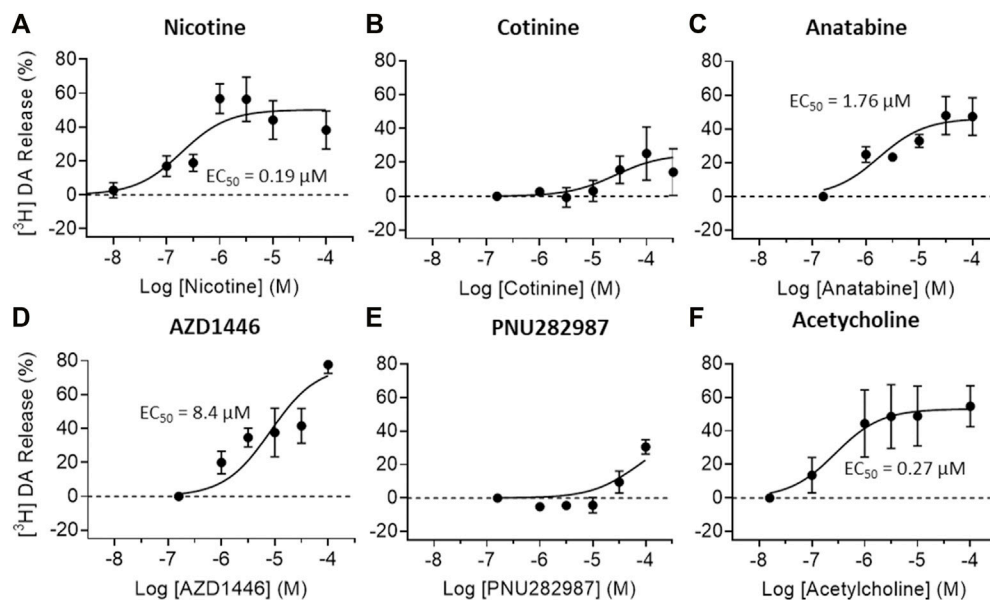 A Nicotine
B Cotinine
C Anatabine
[³H] DA Release (%)
80
60
40
20
0
20
EC₅₀ = 0.19 µM
-8 -7 -6 -5 -4
Log [Nicotine] (M)
80
60
40
20
0
-20
-8 -7 -6 -5 -4
Log [Cotinine] (M)
80
60
40
20
0
-20
EC₅₀ = 1.76 µM
-8 -7 -6 -5 -4
Log [Anatabine] (M)
D AZD1446
E PNU282987
F Acetycholine
[³H] DA Release (%)
80
60
40
20
0
20
EC₅₀ = 8.4 µM
-8 -7 -6 -5 -4
Log [AZD1446] (M)
80
60
40
20
0
-20
-8 -7 -6 -5 -4
Log [PNU282987] (M)
80
60
40
20
0
-20
EC₅₀ = 0.27 µM
-8 -7 -6 -5 -4
Log [Acetylcholine] (M)